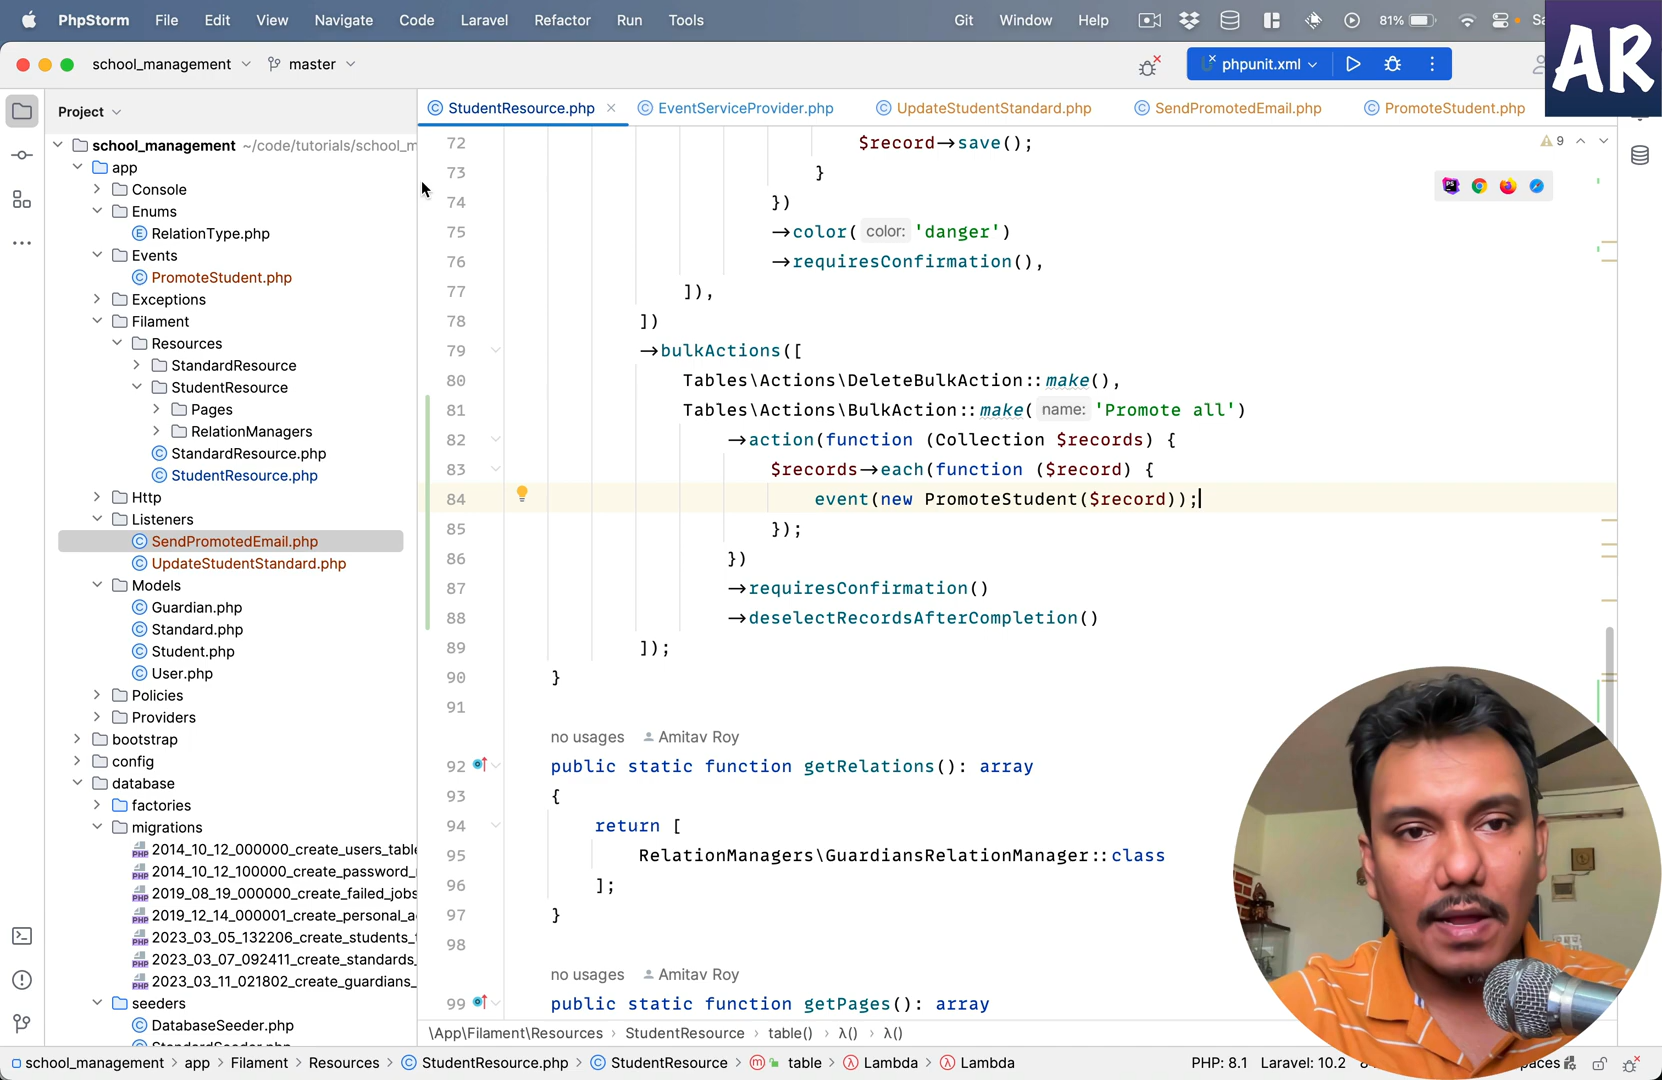 PhpStorm File Edit View Navigate Code Laravel Refactor Run Tools Git Window Help 81%
AR
school_management master phpunit.xml
Project
StudentResource.php EventServiceProvider.php UpdateStudentStandard.php SendPromotedEmail.php PromoteStudent.php
school_management ~/code/tutorials/school_m
app
Console
Enums
RelationType.php
Events
PromoteStudent.php
Exceptions
Filament
Resources
StandardResource
StudentResource
Pages
RelationManagers
StandardResource.php
StudentResource.php
Http
Listeners
SendPromotedEmail.php
UpdateStudentStandard.php
Models
Guardian.php
Standard.php
Student.php
User.php
Policies
Providers
bootstrap
config
database
factories
migrations
2014_10_12_000000_create_users_table
2014_10_12_100000_create_password_
2019_08_19_000000_create_failed_jobs
2019_12_14_000001_create_personal_a
2023_03_05_132206_create_students_
2023_03_07_092411_create_standards_
2023_03_11_021802_create_guardians_
seeders
DatabaseSeeder.php
9
72 $record->save();
73 }
74 })
75 ->color( color: 'danger')
76 ->requiresConfirmation(),
77 ]),
78 ])
79 ->bulkActions([
80 Tables\Actions\DeleteBulkAction::make(),
81 Tables\Actions\BulkAction::make( name: 'Promote all')
82 ->action(function (Collection $records) {
83 $records->each(function ($record) {
84 event(new PromoteStudent($record));
85 });
86 })
87 ->requiresConfirmation()
88 ->deselectRecordsAfterCompletion()
89 ]);
90 }
91
no usages Amitav Roy
92 public static function getRelations(): array
93 {
94 return [
95 RelationManagers\GuardiansRelationManager::class
96 ];
97 }
98
no usages Amitav Roy
99 public static function getPages(): array
\App\Filament\Resources > StudentResource > table() > λ() > λ()
school_management > app > Filament > Resources > StudentResource.php > StudentResource > table > Lambda > Lambda PHP: 8.1 Laravel: 10.2